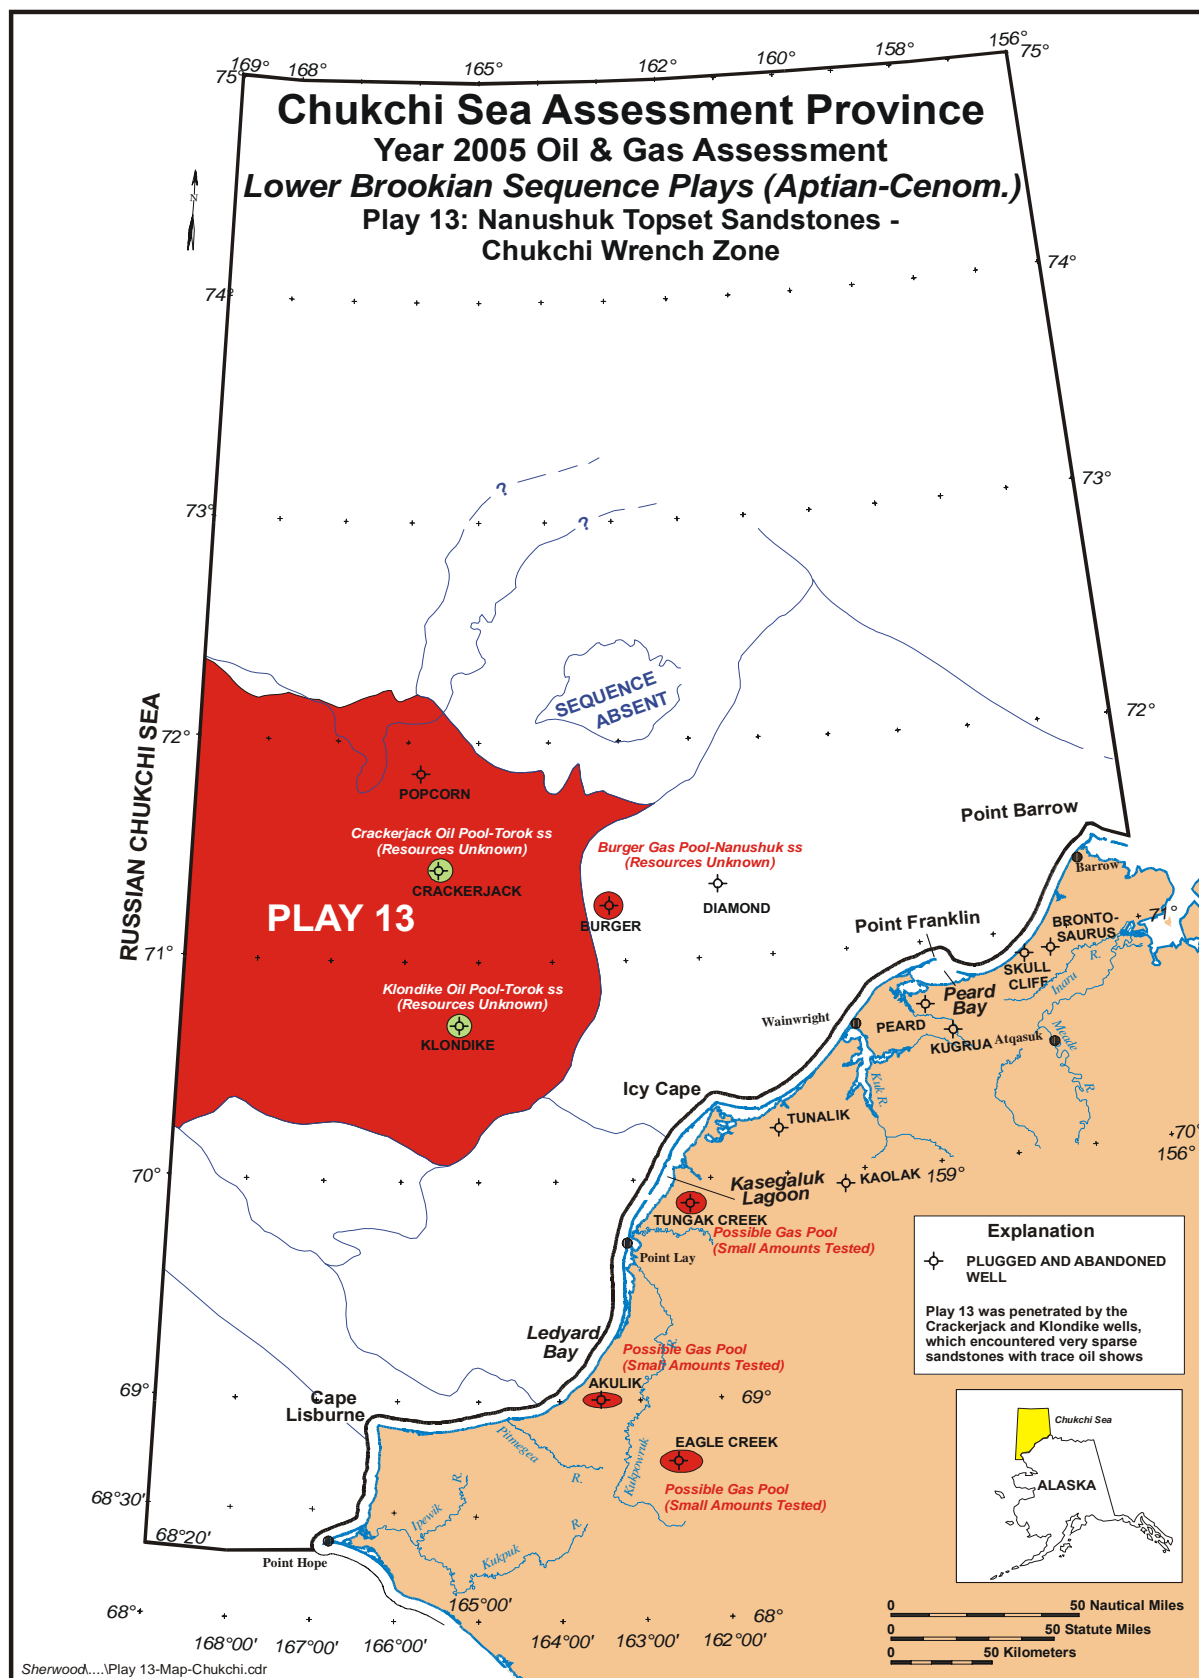 169°
168°
165°
162°
160°
158°
156°
75°
75°
Chukchi Sea Assessment Province
Year 2005 Oil & Gas Assessment
Lower Brookian Sequence Plays (Aptian-Cenom.)
Play 13: Nanushuk Topset Sandstones -
Chukchi Wrench Zone
N
74°
74°
73°
73°
?
?
SEQUENCE
ABSENT
72°
72°
RUSSIAN CHUKCHI SEA
POPCORN
Crackerjack Oil Pool-Torok ss
(Resources Unknown)
CRACKERJACK
Burger Gas Pool-Nanushuk ss
(Resources Unknown)
BURGER
DIAMOND
PLAY 13
Klondike Oil Pool-Torok ss
(Resources Unknown)
KLONDIKE
Point Barrow
Barrow
71°
71°
Point Franklin
BRONTO-
SAURUS
SKULL
CLIFF
R.
Inaru
Peard
Bay
PEARD
KUGRUA
Wainwright
Atqasuk
Meade
R.
Kuk R.
Icy Cape
TUNALIK
KAOLAK
159°
70°
156°
70°
Kasegaluk
Lagoon
TUNGAK CREEK
Possible Gas Pool
(Small Amounts Tested)
Point Lay
Explanation
PLUGGED AND ABANDONED
WELL
Play 13 was penetrated by the
Crackerjack and Klondike wells,
which encountered very sparse
sandstones with trace oil shows
Ledyard
Bay
R.
Possible Gas Pool
(Small Amounts Tested)
AKULIK
69°
69°
Cape
Lisburne
Pitmegea
R.
Kukpowruk
EAGLE CREEK
Possible Gas Pool
(Small Amounts Tested)
Chukchi Sea
ALASKA
68°30'
68°20'
Ipewik
R.
Kukpuk
R.
Point Hope
68°
68°
165°00'
168°00'
167°00'
166°00'
164°00'
163°00'
162°00'
0
50 Nautical Miles
0
50 Statute Miles
0
50 Kilometers
Sherwood\....\Play 13-Map-Chukchi.cdr